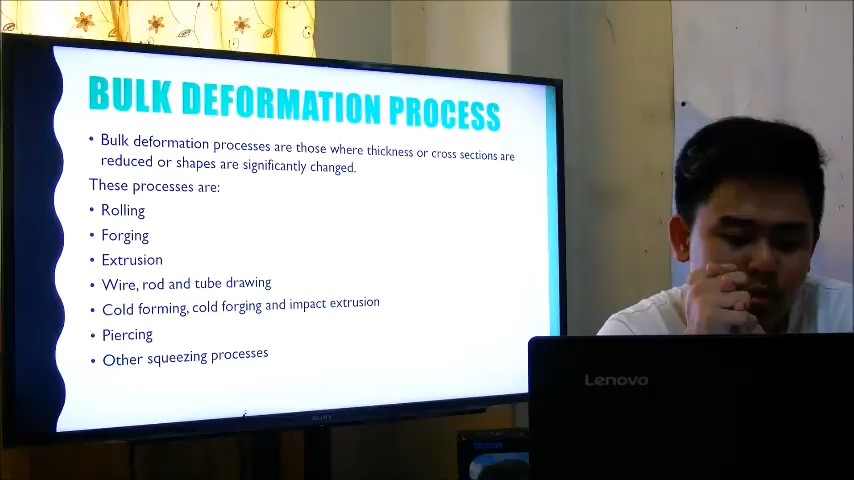 BULK DEFORMATION PROCESS
• Bulk deformation processes are those where thickness or cross sections are
reduced or shapes are significantly changed.
These processes are:
• Rolling
• Forging
• Extrusion
• Wire, rod and tube drawing
• Cold forming, cold forging and impact extrusion
• Piercing
• Other squeezing processes
SONY
Lenovo